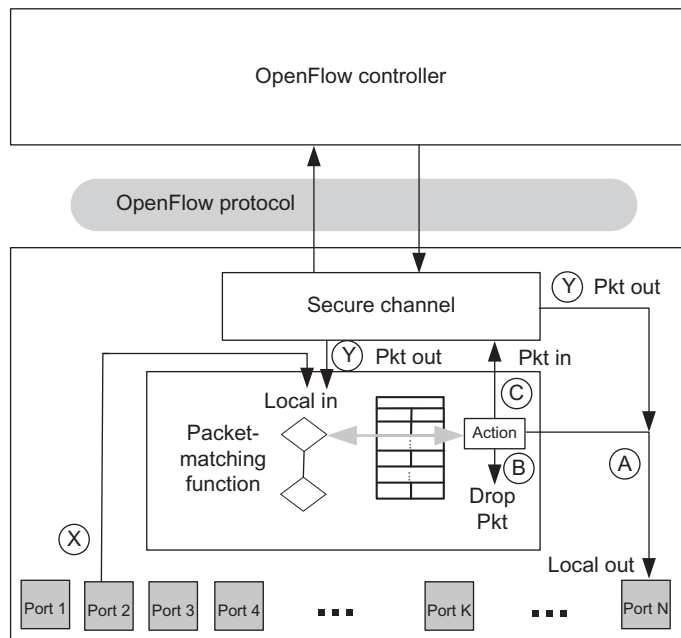 OpenFlow controller
OpenFlow protocol
Secure channel
Y Pkt out
Y Pkt out
Pkt in
C
Local in
Packet-
matching
function
Action
B
A
Drop
Pkt
X
Local out
Port 1
Port 2
Port 3
Port 4
Port K
Port N